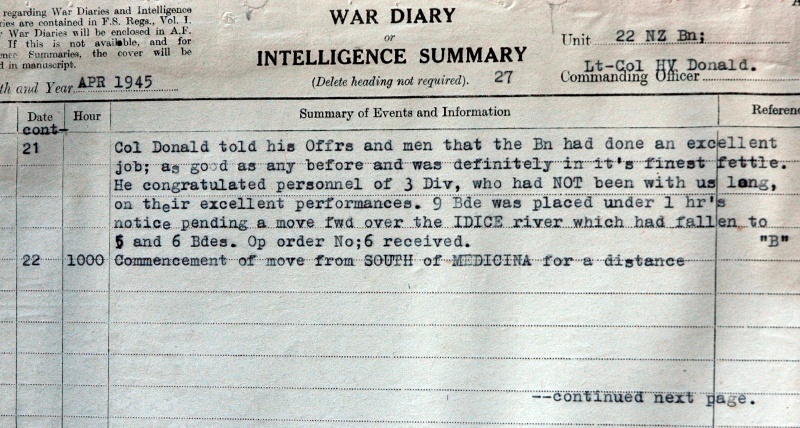 regarding War Diaries and Intelligence
ries are contained in F.S. Regs., Vol. I.
War Diaries will be enclosed in A.F.
If this is not available, and for
ence Summaries, the cover will be
d in manuscript.
th and Year APR 1945
WAR DIARY
or
INTELLIGENCE SUMMARY
(Delete heading not required). 27
Unit 22 NZ Bn;
Lt-Col HV Donald.
Commanding Officer
Date Hour Summary of Events and Information Referenc
cont-
21 Col Donald told his Offrs and men that the Bn had done an excellent
job; as good as any before and was definitely in it's finest fettle.
He congratulated personnel of 3 Div, who had NOT been with us long,
on their excellent performances. 9 Bde was placed under 1 hr's
notice pending a move fwd over the IDICE river which had fallen to
5 and 6 Bdes. Op order No;6 received. "B"
22 1000 Commencement of move from SOUTH of MEDICINA for a distance
--continued next page.